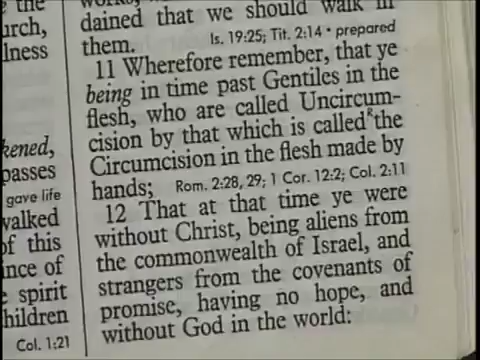 the
urch,
lness
kened,
passes
gave life
walked
of this
ince of
e spirit
hildren
Col. 1:21
works,
dained that we should walk in
them. Is. 19:25; Tit. 2:14 • prepared
11 Wherefore remember, that ye
being in time past Gentiles in the
flesh, who are called Uncircum-
cision by that which is called the
Circumcision in the flesh made by
hands; Rom. 2:28, 29; 1 Cor. 12:2; Col. 2:11
12 That at that time ye were
without Christ, being aliens from
the commonwealth of Israel, and
strangers from the covenants of
promise, having no hope, and
without God in the world: